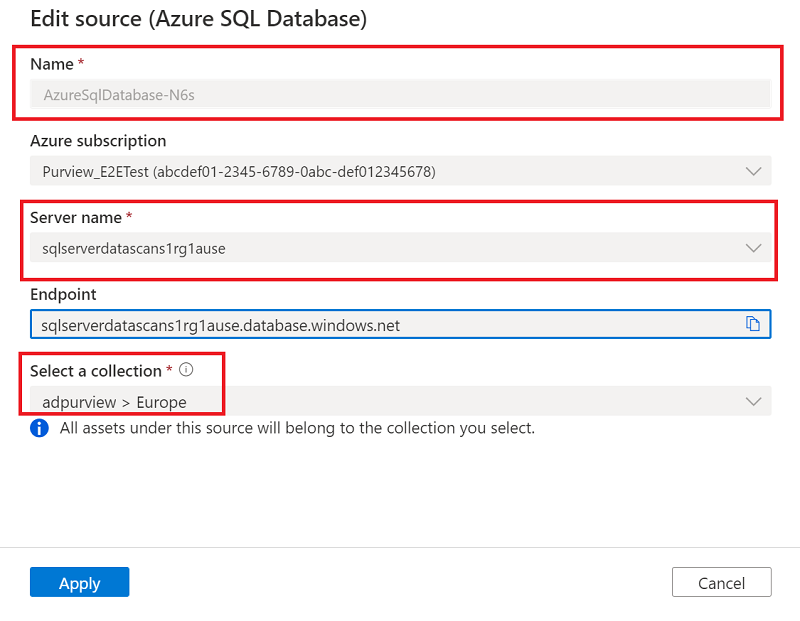 Edit source (Azure SQL Database)
Name *
AzureSqlDatabase-N6s
Azure subscription
Purview_E2ETest (abcdef01-2345-6789-0abc-def012345678)
Server name *
sqlserverdatascans1rg1ause
Endpoint
sqlserverdatascans1rg1ause.database.windows.net
Select a collection *
adpurview > Europe
All assets under this source will belong to the collection you select.
Apply
Cancel